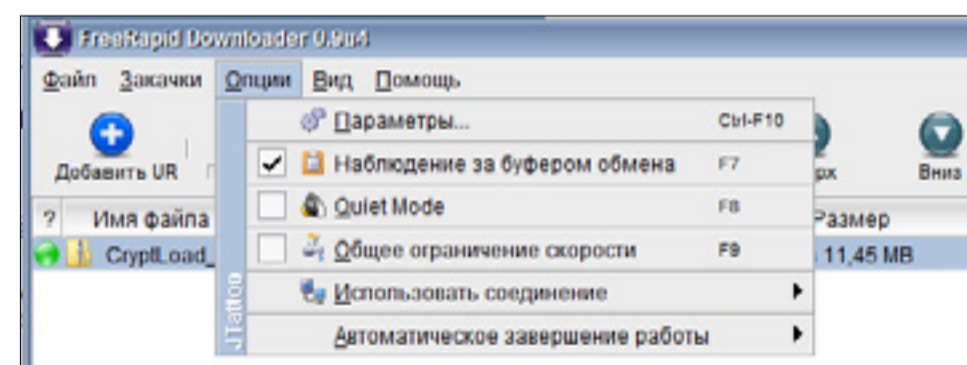 FreeRapid Downloader 0.9u4
Файл Закачки Опции Вид Помощь
Параметры... Ctrl-F10
Добавить UR
Наблюдение за буфером обмена F7
рх Вниз
? Имя файла
Quiet Mode F8
Размер
CryptLoad_
Общее ограничение скорости F9
11,45 MB
Использовать соединение
Автоматическое завершение работы
JTattoo